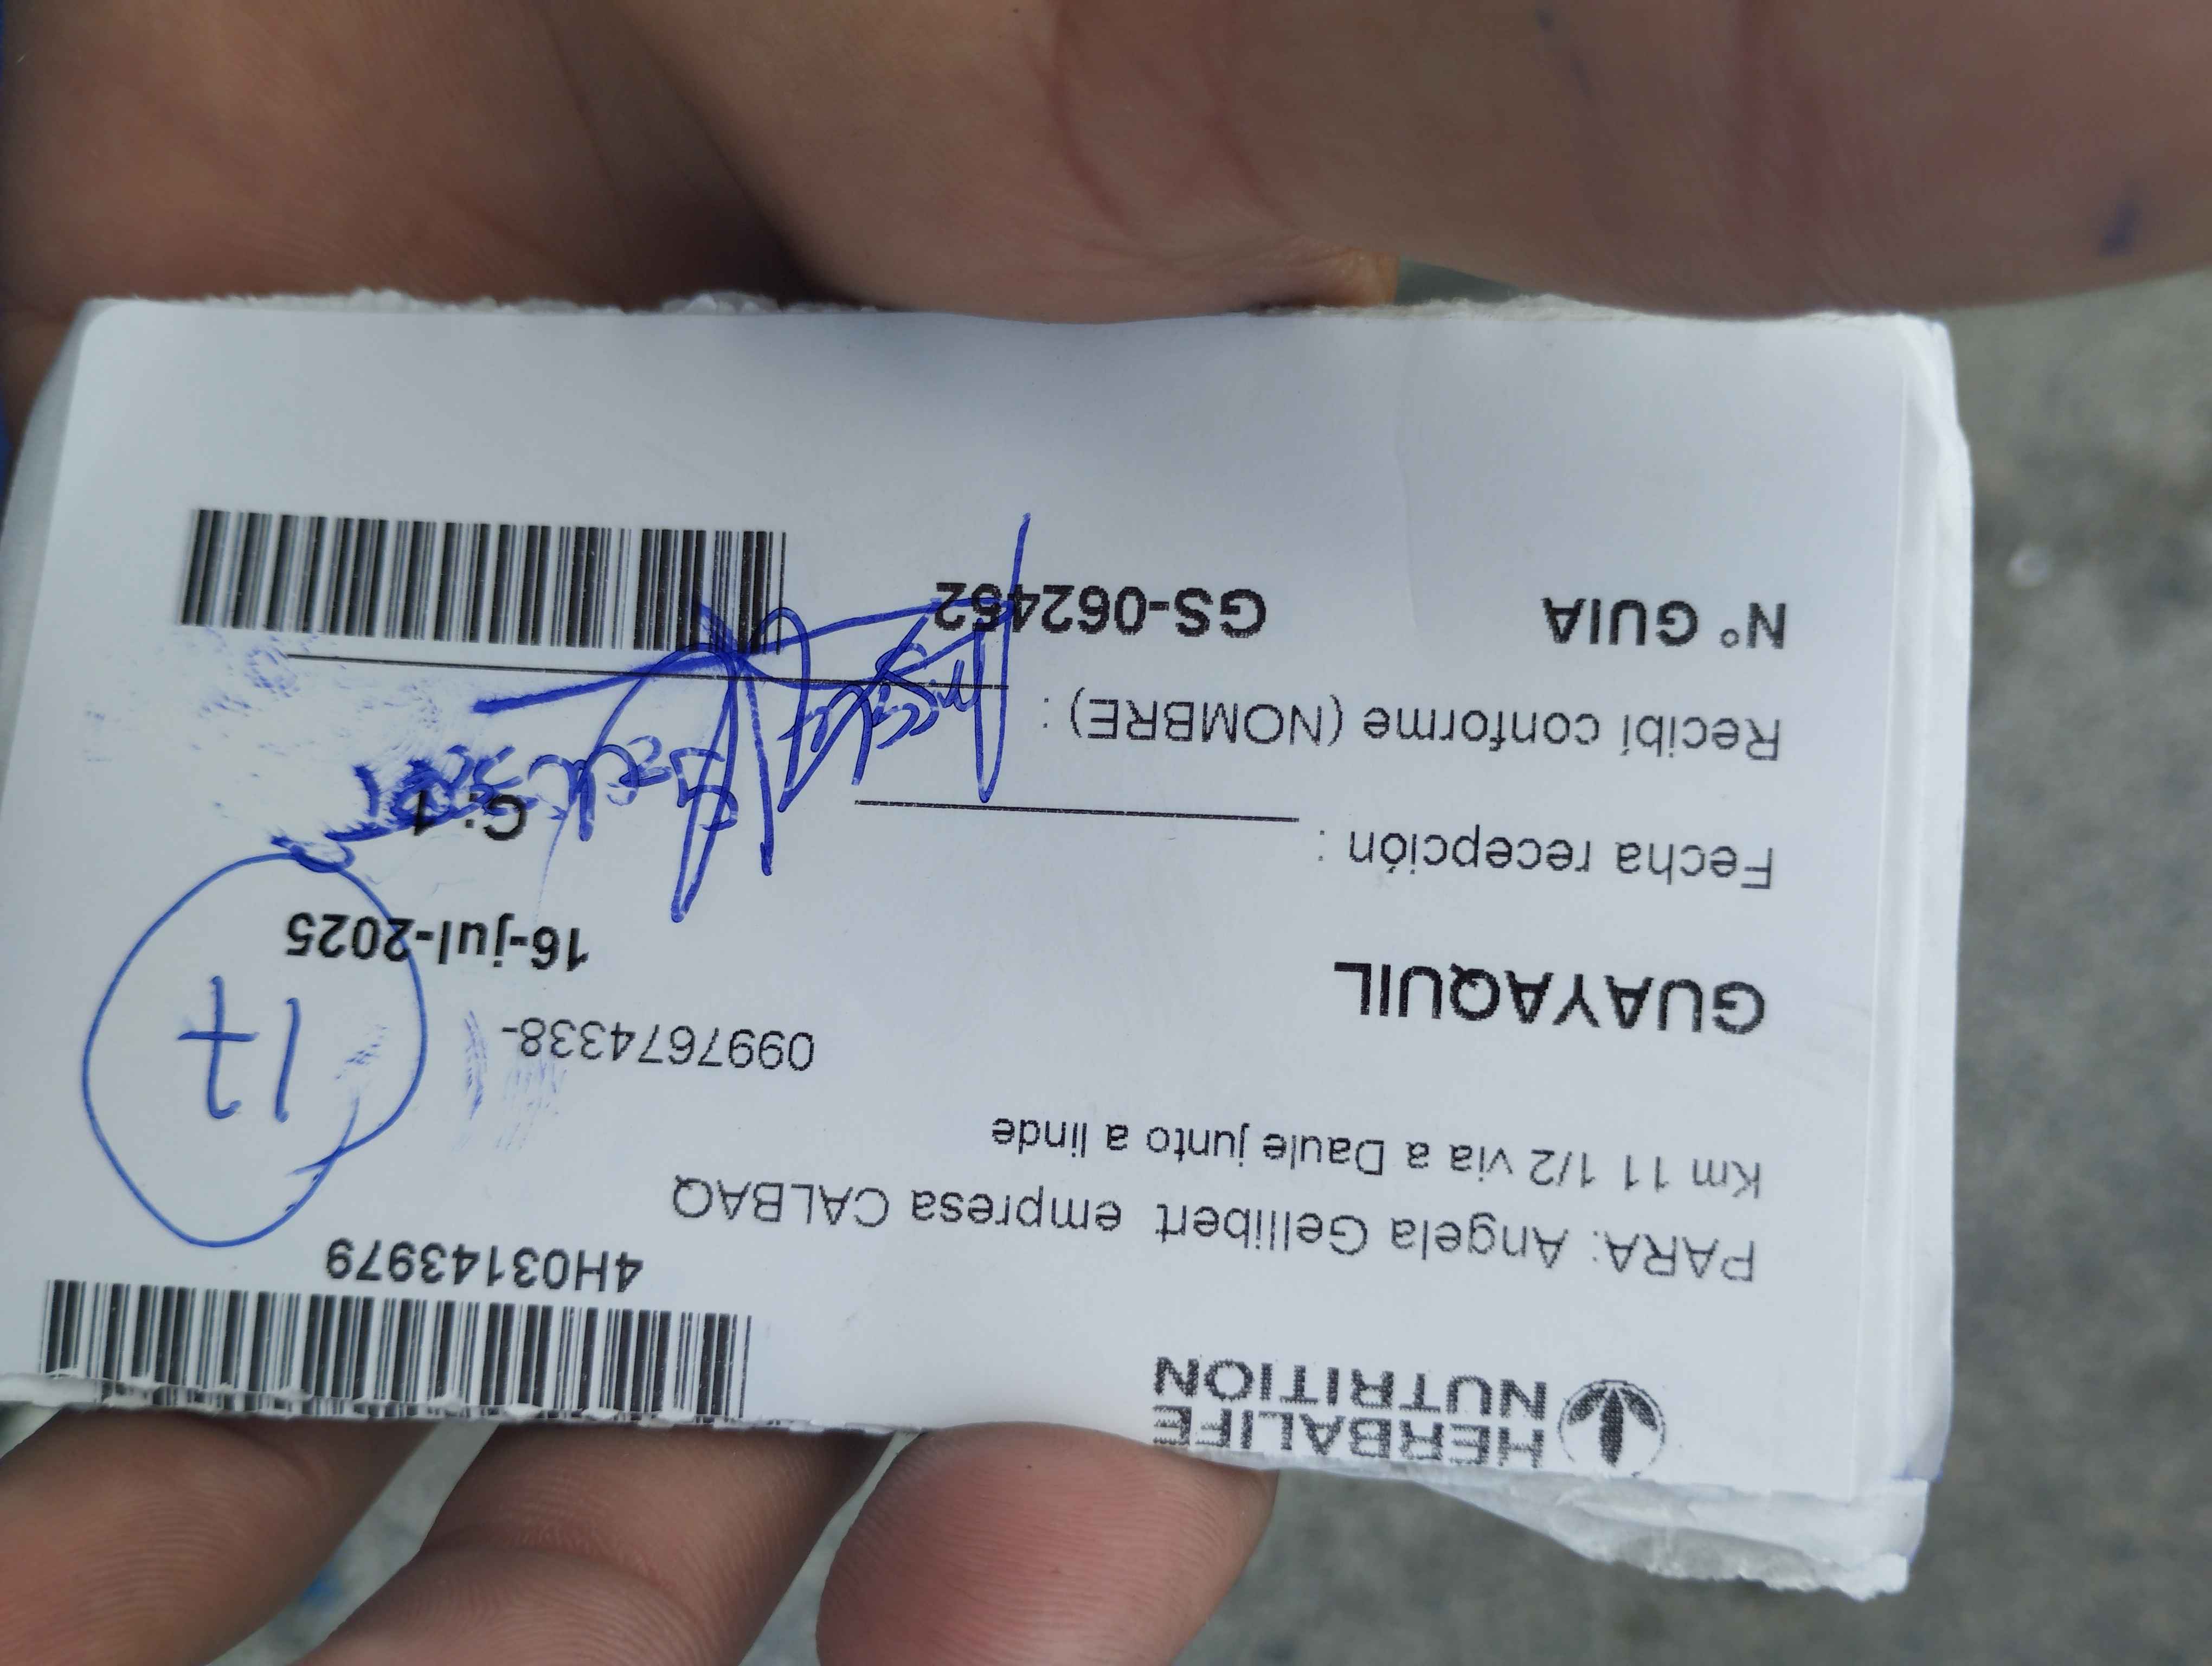 HERBALIFE
NUTRITION
4H03143979
PARA: Angela Gellibert empresa CALBAQ
Km 11 1/2 via a Daule junto a linde
17
0997674338-
GUAYAQUIL
16-jul-2025
Fecha recepción :
C: 1
Recibí conforme (NOMBRE) :
N° GUIA GS-062452